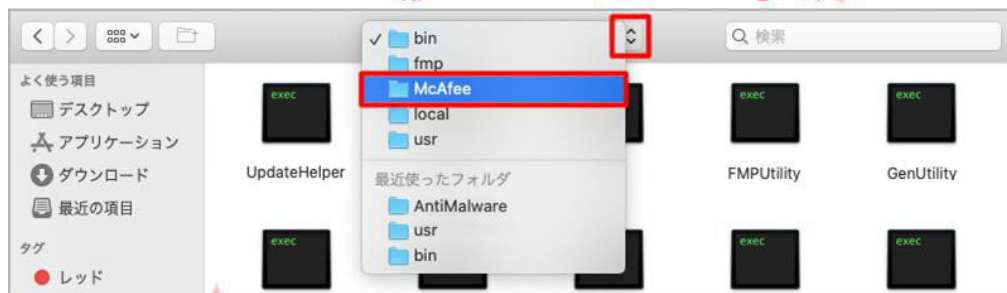 bin
検索
fmp
よく使う項目
McAfee
デスクトップ
exec
exec
exec
local
アプリケーション
usr
ダウンロード
UpdateHelper
最近使ったフォルダ
FMPUtility
GenUtility
最近の項目
AntiMalware
タグ
usr
exec
exec
exec
bin
レッド